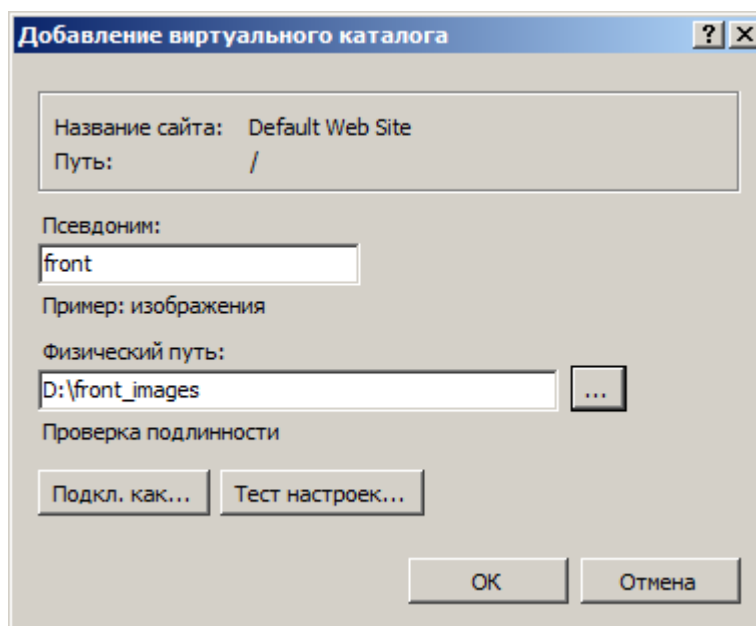 Добавление виртуального каталога
Название сайта: Default Web Site
Путь: /
Псевдоним:
front
Пример: изображения
Физический путь:
D:\front_images
...
Проверка подлинности
Подкл. как... Тест настроек...
ОК Отмена